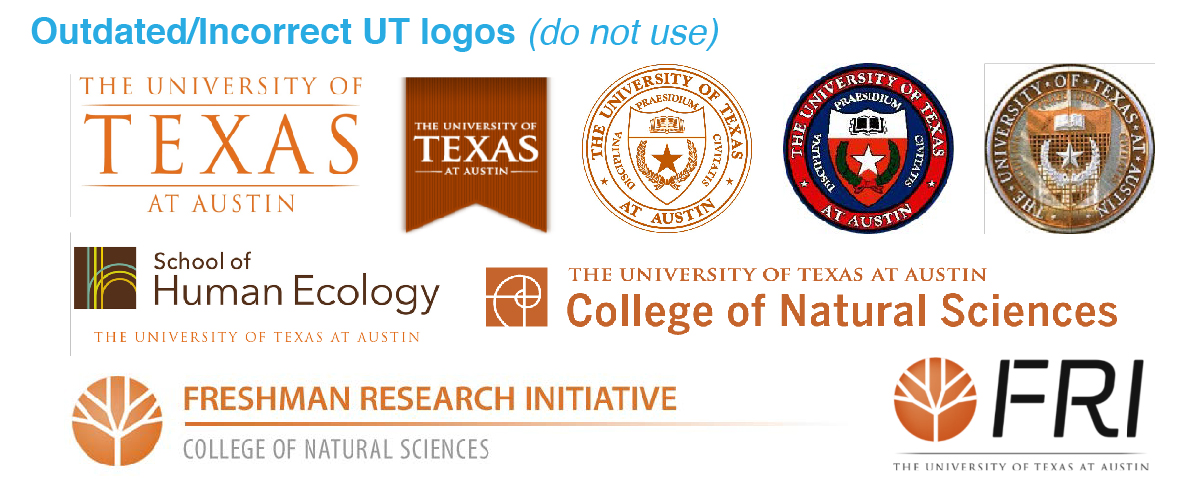 Outdated/Incorrect UT logos (do not use)
THE UNIVERSITY OF
TEXAS
AT AUSTIN
THE UNIVERSITY OF
TEXAS
AT AUSTIN
THE UNIVERSITY OF TEXAS
AT AUSTIN
PRAESIDIUM
DISCIPLINA
CIVITATIS
THE UNIVERSITY OF TEXAS
AT AUSTIN
PRAESIDIUM
DISCIPLINA
CIVITATIS
THE·UNIVERSITY·OF·TEXAS·AT·AUSTIN·
School of
Human Ecology
THE UNIVERSITY OF TEXAS AT AUSTIN
THE UNIVERSITY OF TEXAS AT AUSTIN
College of Natural Sciences
FRESHMAN RESEARCH INITIATIVE
COLLEGE OF NATURAL SCIENCES
FRI
THE UNIVERSITY OF TEXAS AT AUSTIN